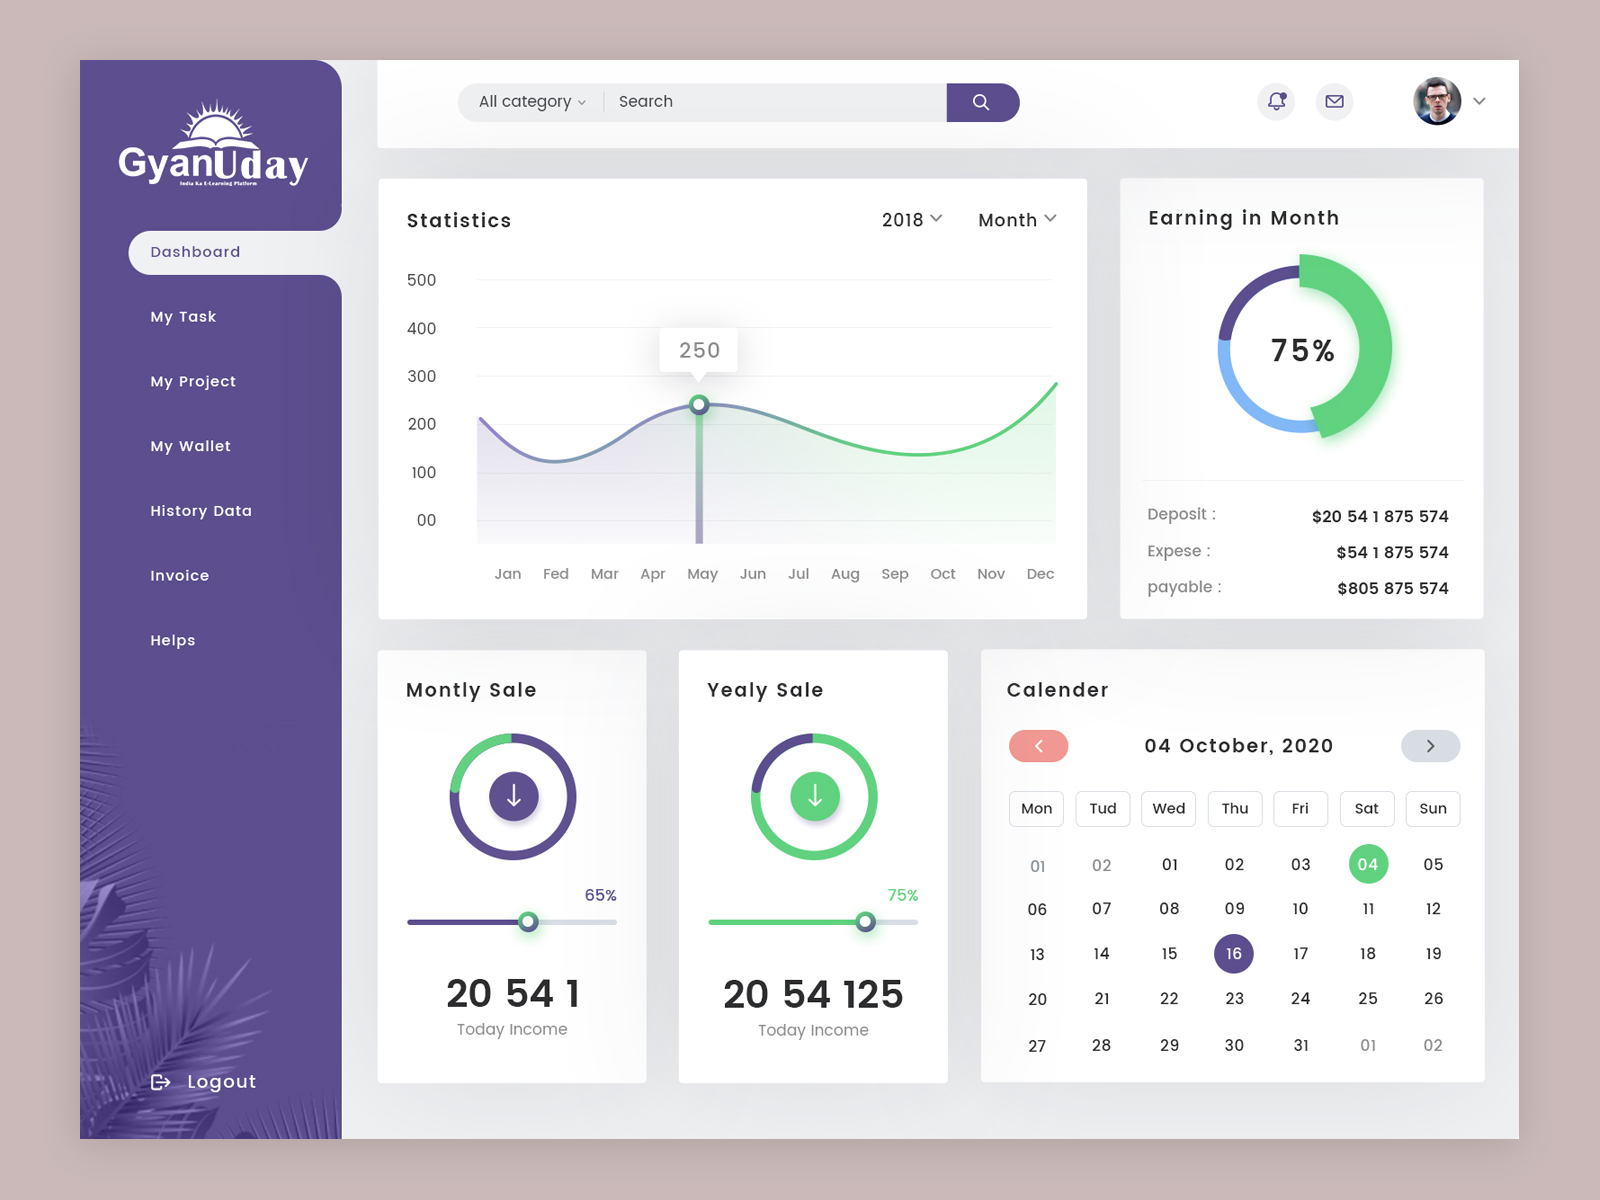 GyanUday
India Ka E-Learning Platform
Dashboard
My Task
My Project
My Wallet
History Data
Invoice
Helps
Logout
All category Search
Statistics 2018 Month
500
400
300
200
100
00
250
Jan Fed Mar Apr May Jun Jul Aug Sep Oct Nov Dec
Earning in Month
75%
Deposit : $20 54 1 875 574
Expese : $54 1 875 574
payable : $805 875 574
Montly Sale
65%
20 54 1
Today Income
Yealy Sale
75%
20 54 125
Today Income
Calender
04 October, 2020
Mon Tud Wed Thu Fri Sat Sun
01 02 01 02 03 04 05
06 07 08 09 10 11 12
13 14 15 16 17 18 19
20 21 22 23 24 25 26
27 28 29 30 31 01 02